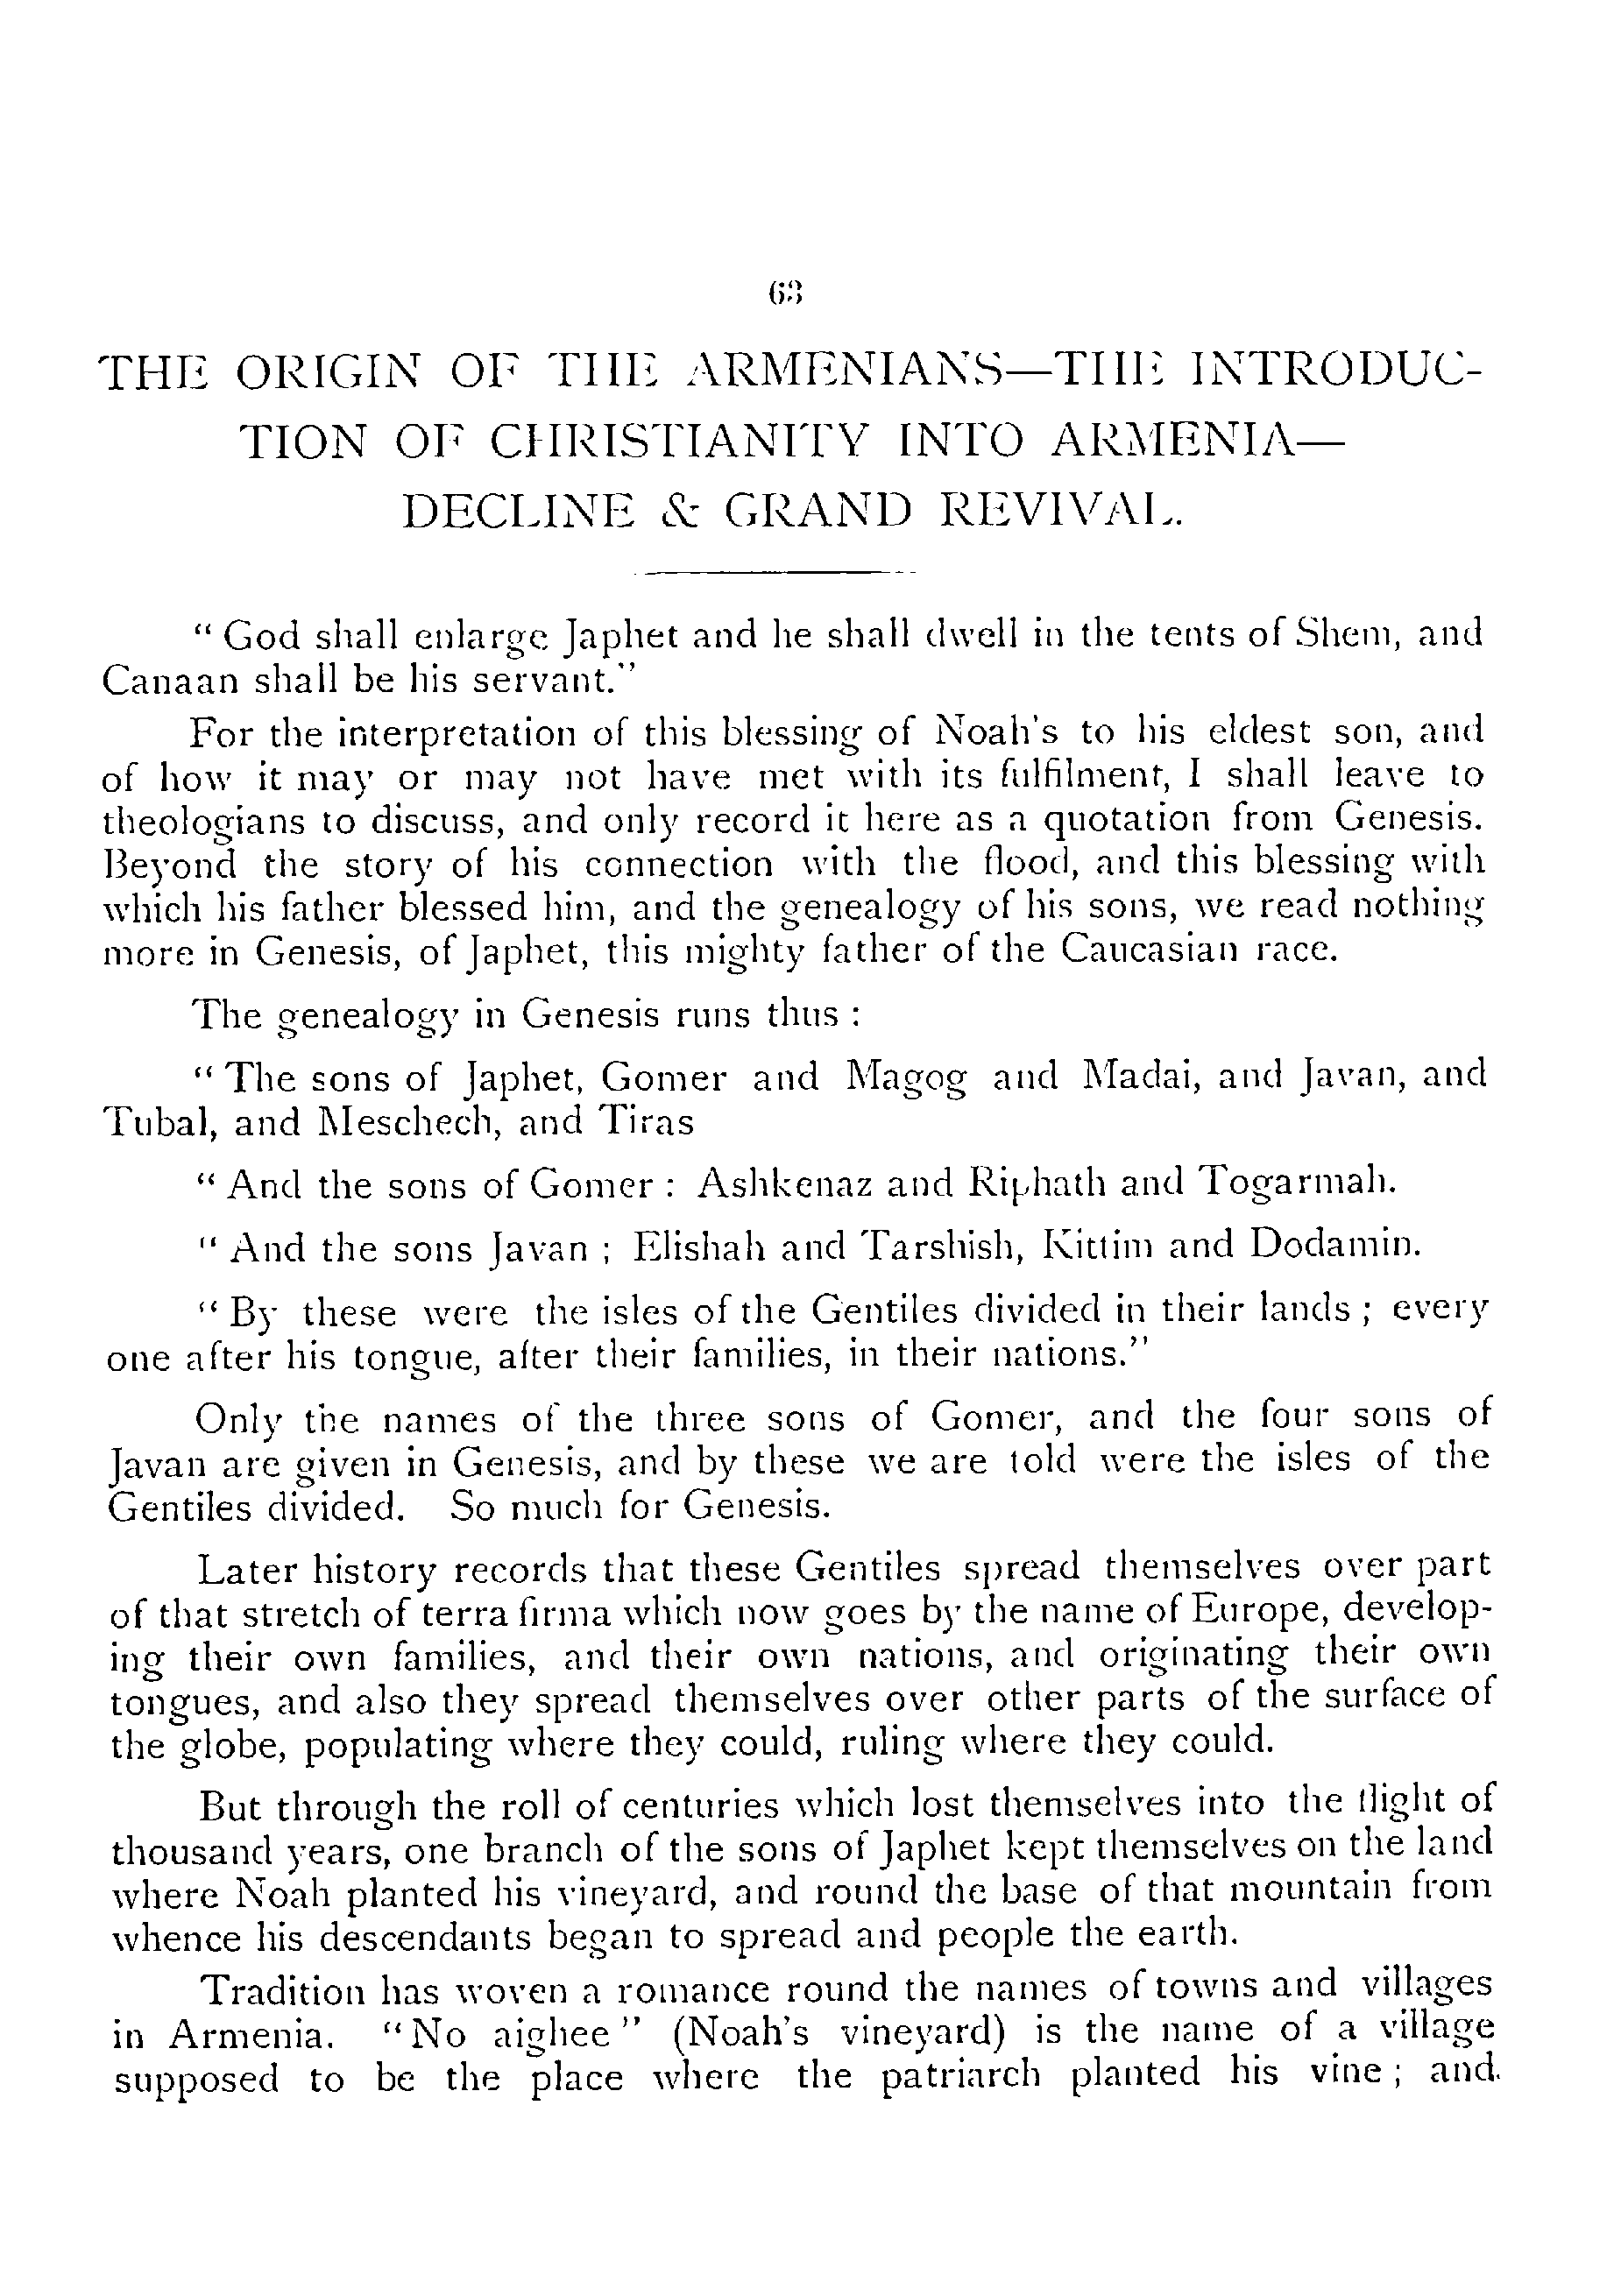 63
THE ORIGIN OF THE ARMENIANS—THE INTRODUC-
TION OF CHRISTIANITY INTO ARMENIA—
DECLINE & GRAND REVIVAL.
“ God shall enlarge Japhet and he shall dwell in the tents of Shem, and
Canaan shall be his servant.”
For the interpretation of this blessing of Noah’s to his eldest son, and
of how it may or may not have met with its fulfilment, I shall leave to
theologians to discuss, and only record it here as a quotation from Genesis.
Beyond the story of his connection with the flood, and this blessing with
which his father blessed him, and the genealogy of his sons, we read nothing
more in Genesis, of Japhet, this mighty father of the Caucasian race.
The genealogy in Genesis runs thus :
“ The sons of Japhet, Gomer and Magog and Madai, and Javan, and
Tubal, and Meschech, and Tiras
“ And the sons of Gomer : Ashkenaz and Riphath and Togarmah.
“ And the sons Javan ; Elishah and Tarshish, Kittim and Dodamin.
“ By these were the isles of the Gentiles divided in their lands ; every
one after his tongue, after their families, in their nations.”
Only the names of the three sons of Gomer, and the four sons of
Javan are given in Genesis, and by these we are told were the isles of the
Gentiles divided. So much for Genesis.
Later history records that these Gentiles spread themselves over part
of that stretch of terra firma which now goes by the name of Europe, develop-
ing their own families, and their own nations, and originating their own
tongues, and also they spread themselves over other parts of the surface of
the globe, populating where they could, ruling where they could.
But through the roll of centuries which lost themselves into the flight of
thousand years, one branch of the sons of Japhet kept themselves on the land
where Noah planted his vineyard, and round the base of that mountain from
whence his descendants began to spread and people the earth.
Tradition has woven a romance round the names of towns and villages
in Armenia. “ No aighee ” (Noah’s vineyard) is the name of a village
supposed to be the place where the patriarch planted his vine ; and